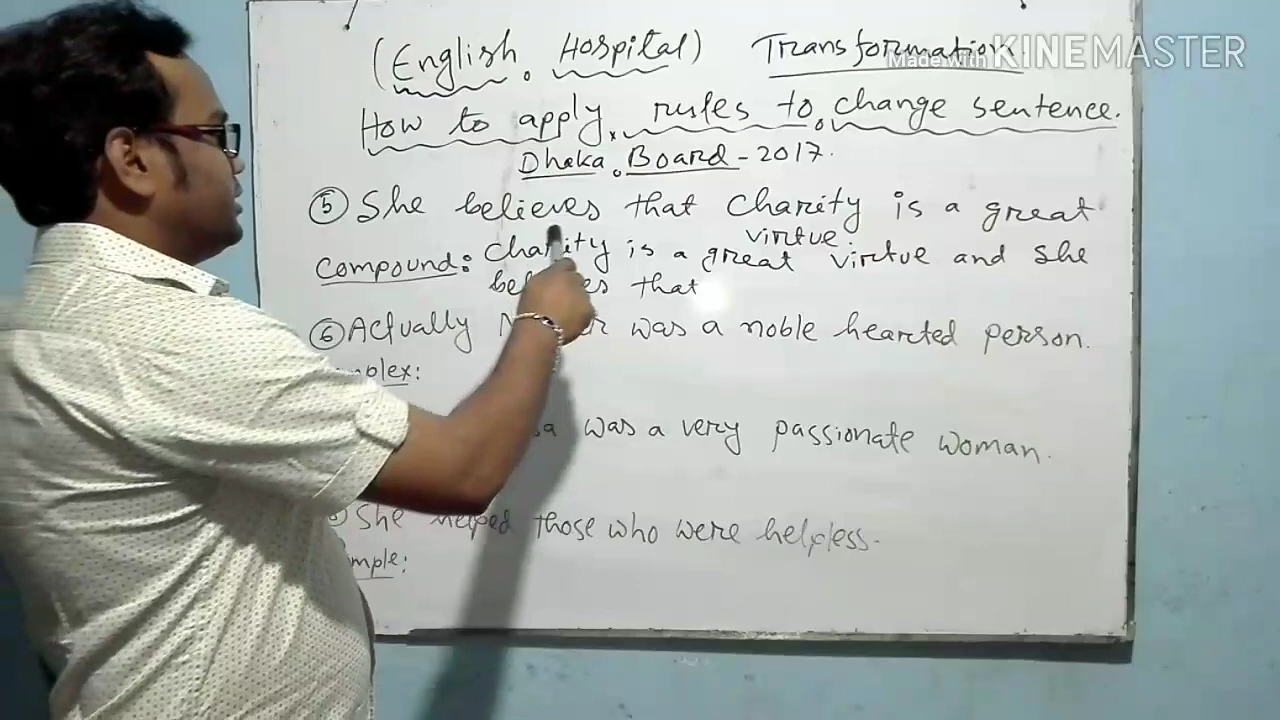 (English Hospital) Transformation
Made with KINEMASTER
How to apply rules to change sentence.
Dhaka Board - 2017.
⑤ She believes that charity is a great
virtue
Compound: charity is a great virtue and she
that
⑥ Actually was a noble hearted person.
was a very passionate woman.
She helped those who were helpless.